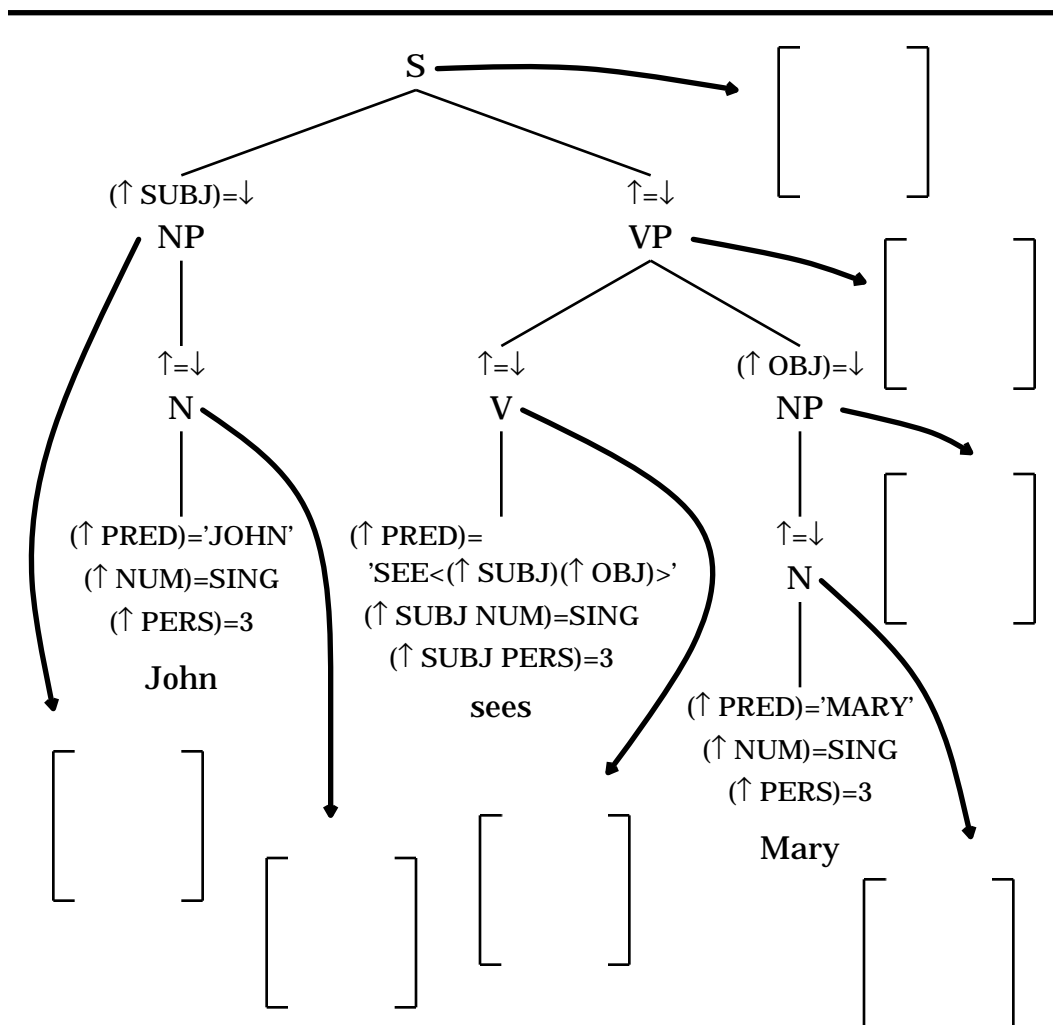 S
(↑ SUBJ)=↓
↑=↓
NP
VP
↑=↓
↑=↓
(↑ OBJ)=↓
N
V
NP
(↑ PRED)='JOHN’
(↑ NUM)=SING
(↑ PERS)=3
John
(↑ PRED)=
’SEE<(↑ SUBJ)(↑ OBJ)>’
(↑ SUBJ NUM)=SING
(↑ SUBJ PERS)=3
sees
↑=↓
N
(↑ PRED)=’MARY’
(↑ NUM)=SING
(↑ PERS)=3
Mary